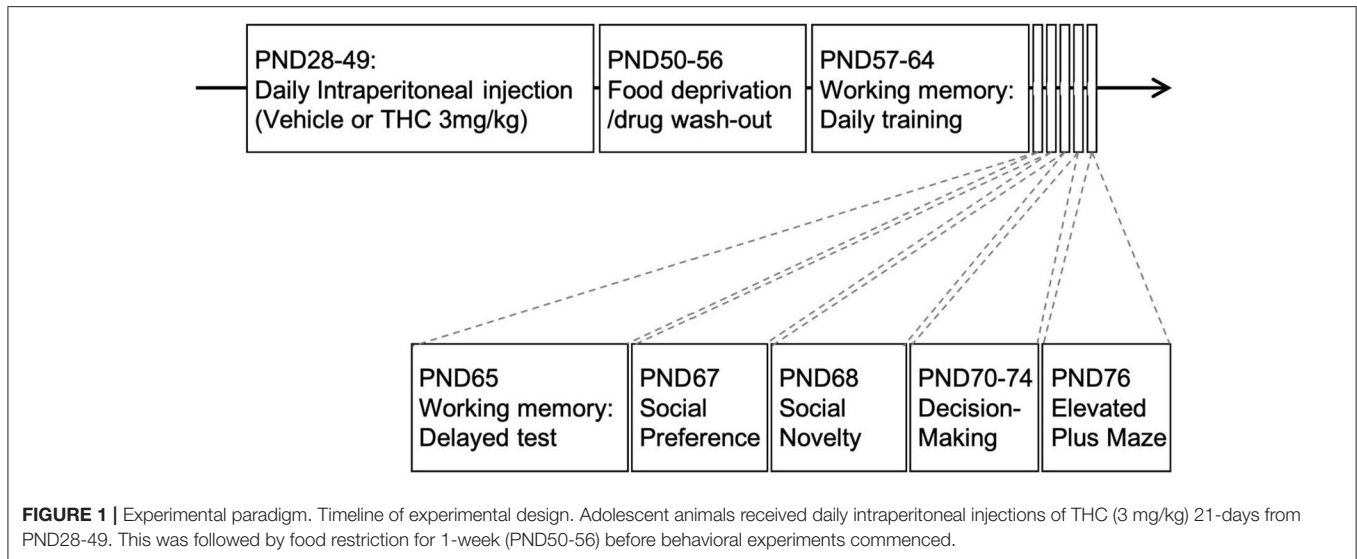 PND28-49:
Daily Intraperitoneal injection
(Vehicle or THC 3mg/kg)
PND50-56
Food deprivation
/drug wash-out
PND57-64
Working memory:
Daily training
PND65
Working memory:
Delayed test
PND67
Social
Preference
PND68
Social
Novelty
PND70-74
Decision-
Making
PND76
Elevated
Plus Maze
FIGURE 1 | Experimental paradigm. Timeline of experimental design. Adolescent animals received daily intraperitoneal injections of THC (3 mg/kg) 21-days from
PND28-49. This was followed by food restriction for 1-week (PND50-56) before behavioral experiments commenced.